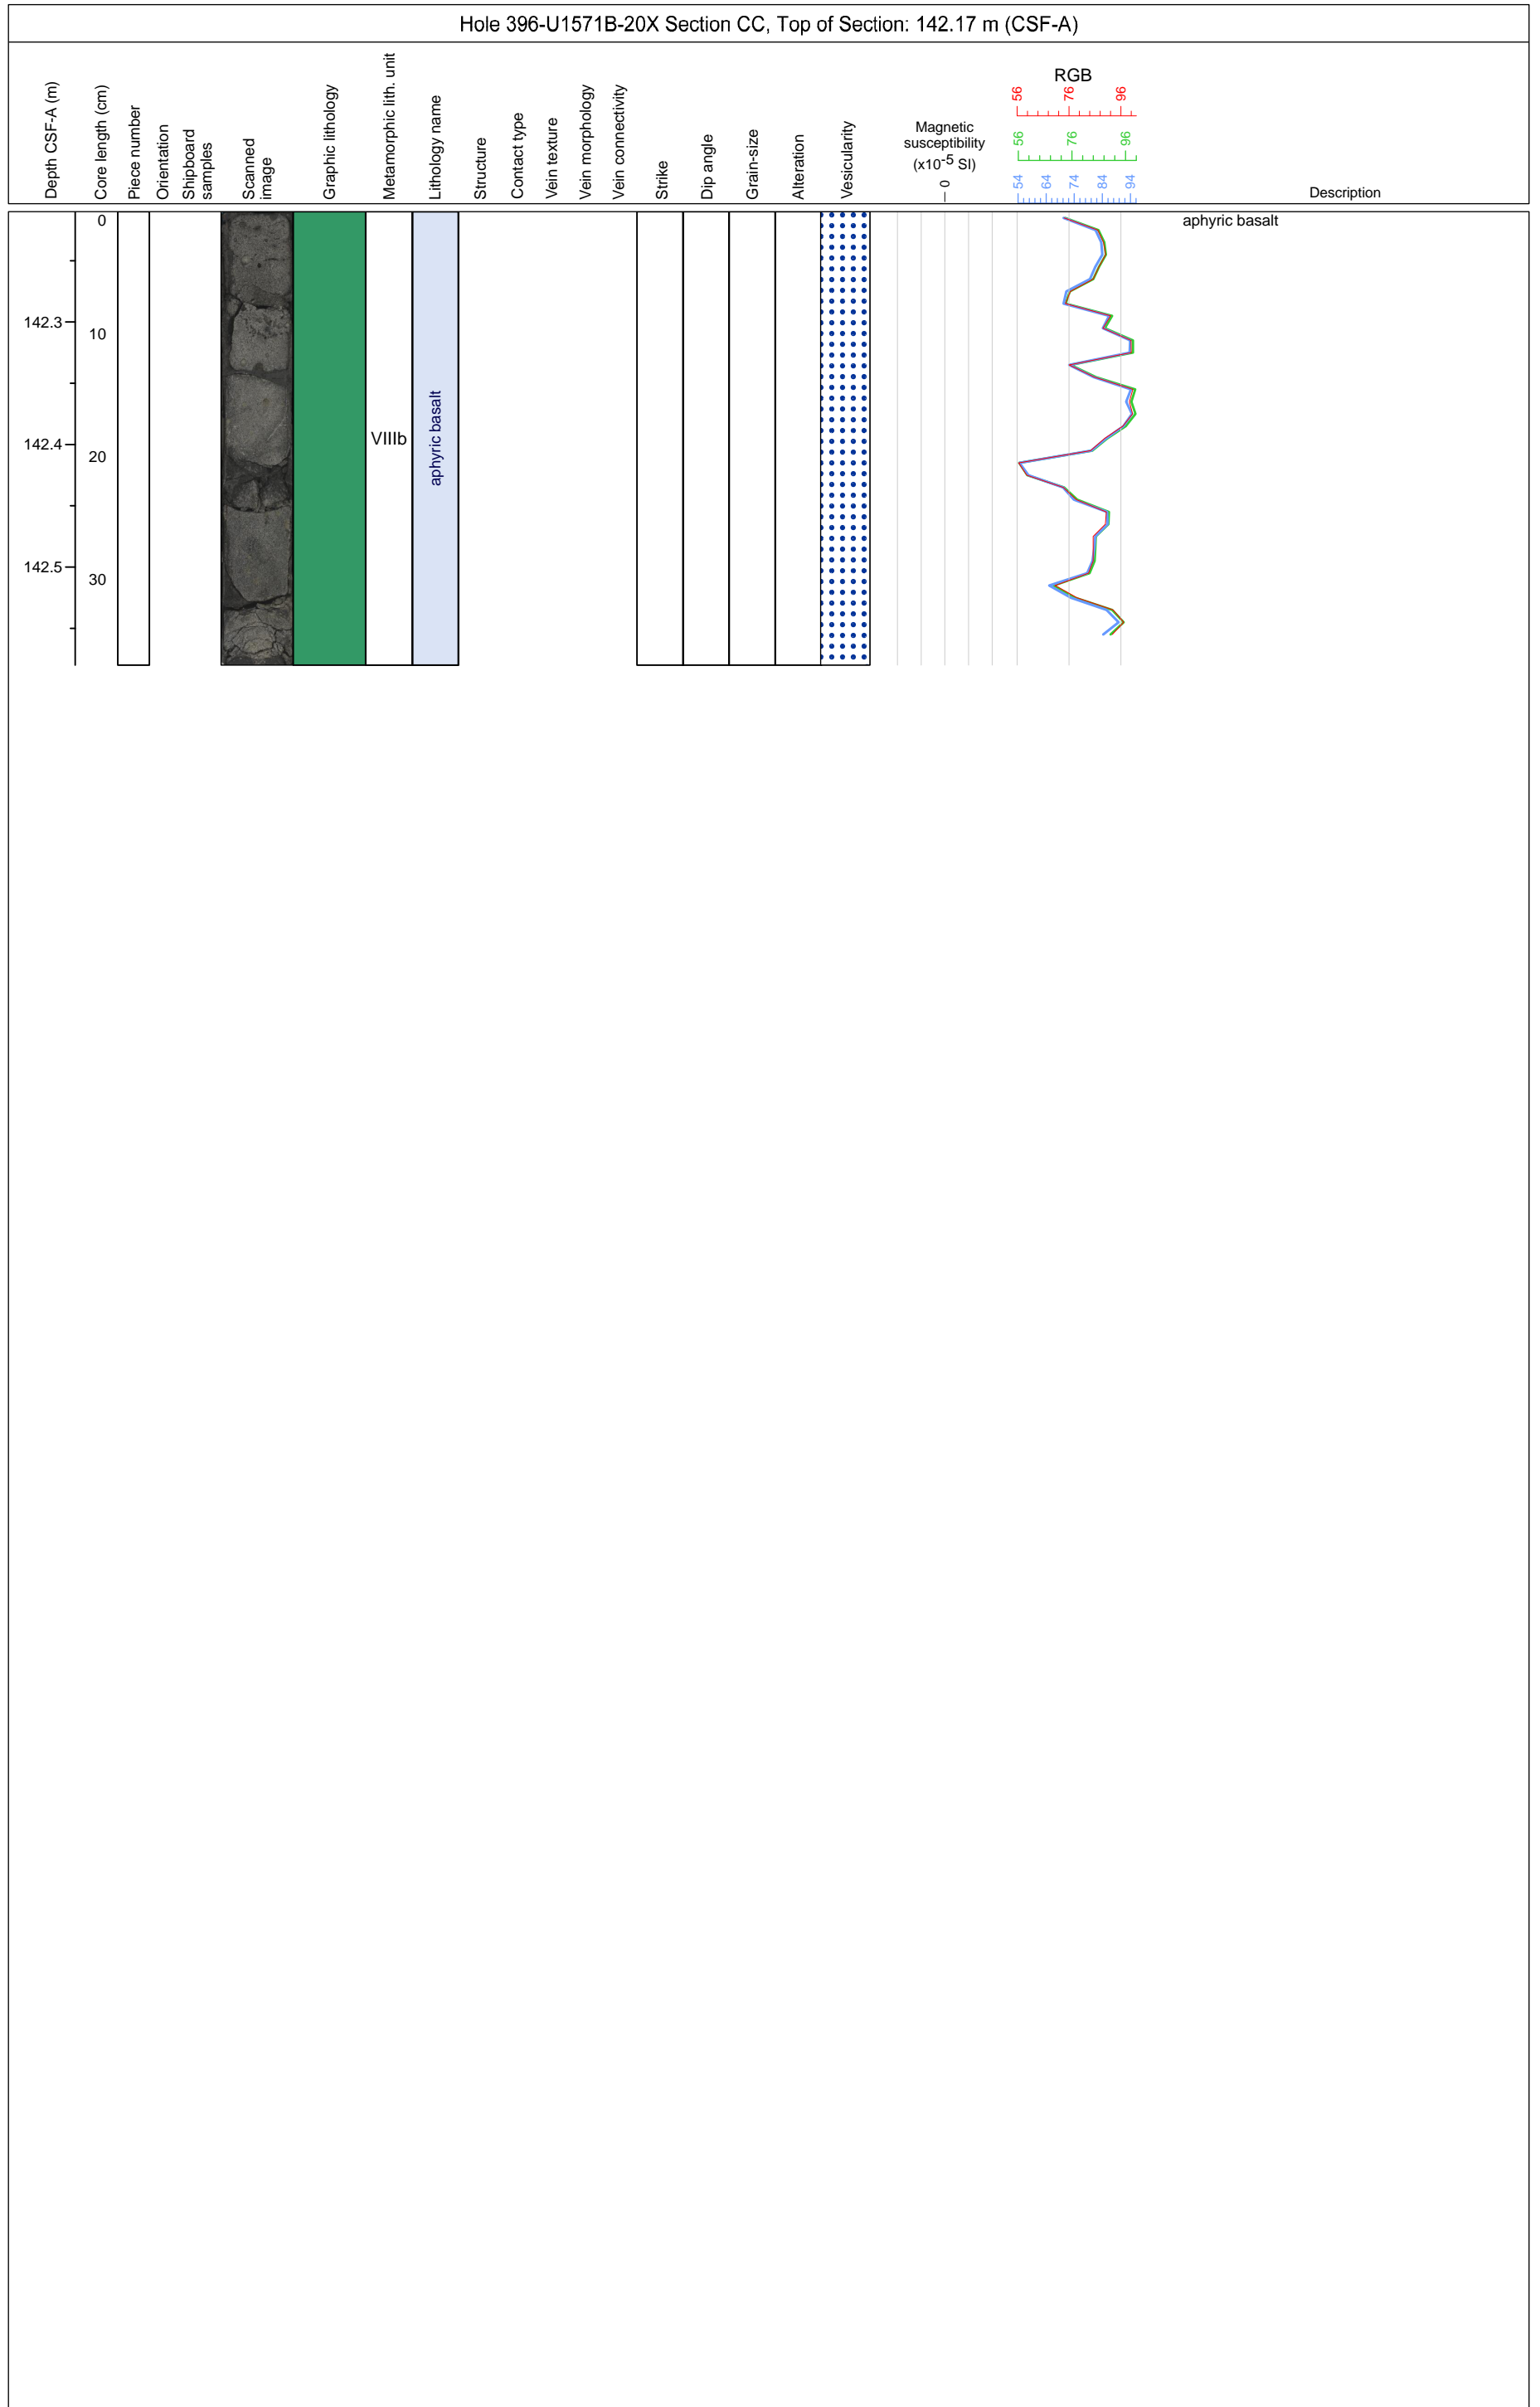 Hole 396-U1571B-20X Section CC, Top of Section: 142.17 m (CSF-A)
Depth CSF-A (m)
Core length (cm)
Piece number
Orientation
Shipboard
samples
Scanned
image
Graphic lithology
Metamorphic lith. unit
Lithology name
Structure
Contact type
Vein texture
Vein morphology
Vein connectivity
Strike
Dip angle
Grain-size
Alteration
Vesicularity
Magnetic
susceptibility
(x10-5 SI)
0
RGB
56 76 96
56 76 96
54 64 74 84 94
Description
0
aphyric basalt
142.3
10
142.4
20
VIIIb
aphyric basalt
142.5
30